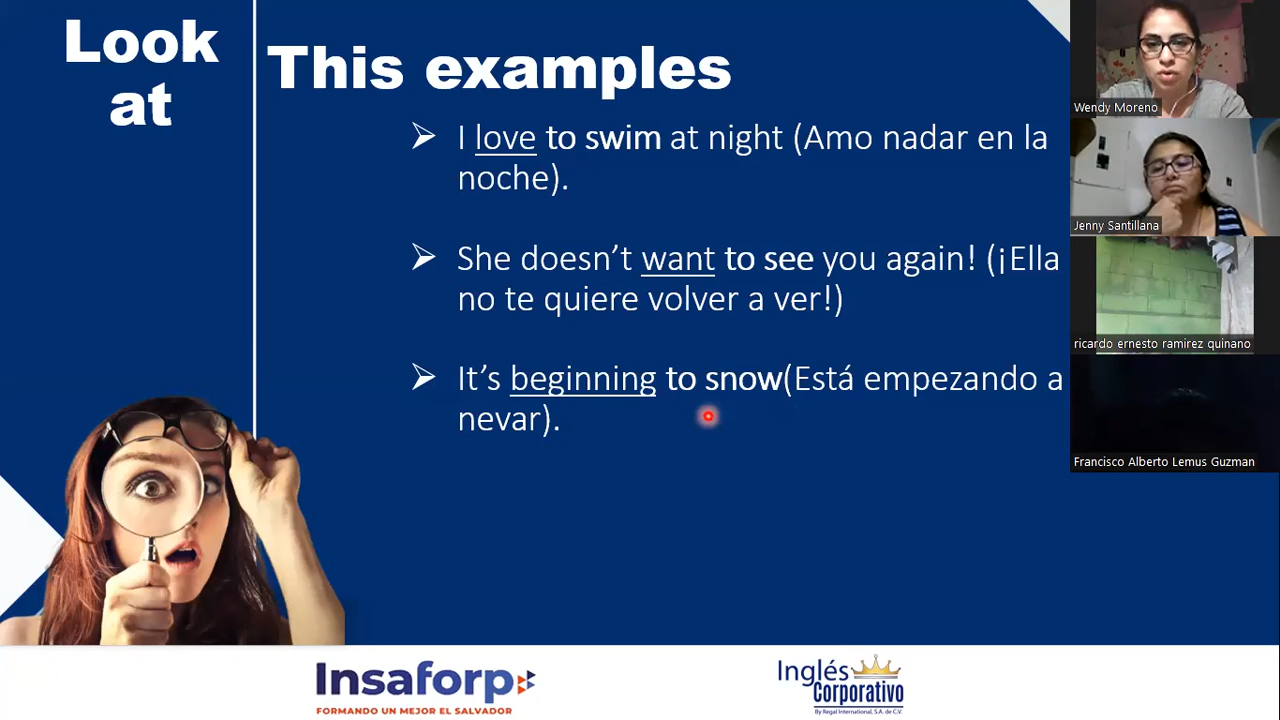 Look
at
This examples
➢ I love to swim at night (Amo nadar en la
noche).
➢ She doesn't want to see you again! (¡Ella
no te quiere volver a ver!)
➢ It's beginning to snow(Está empezando a
nevar).
Wendy Moreno
Jenny Santillana
ricardo ernesto ramirez quinano
Francisco Alberto Lemus Guzman
Insaforp
FORMANDO UN MEJOR EL SALVADOR
Inglés
Corporativo
By Regal International, S.A. de C.V.